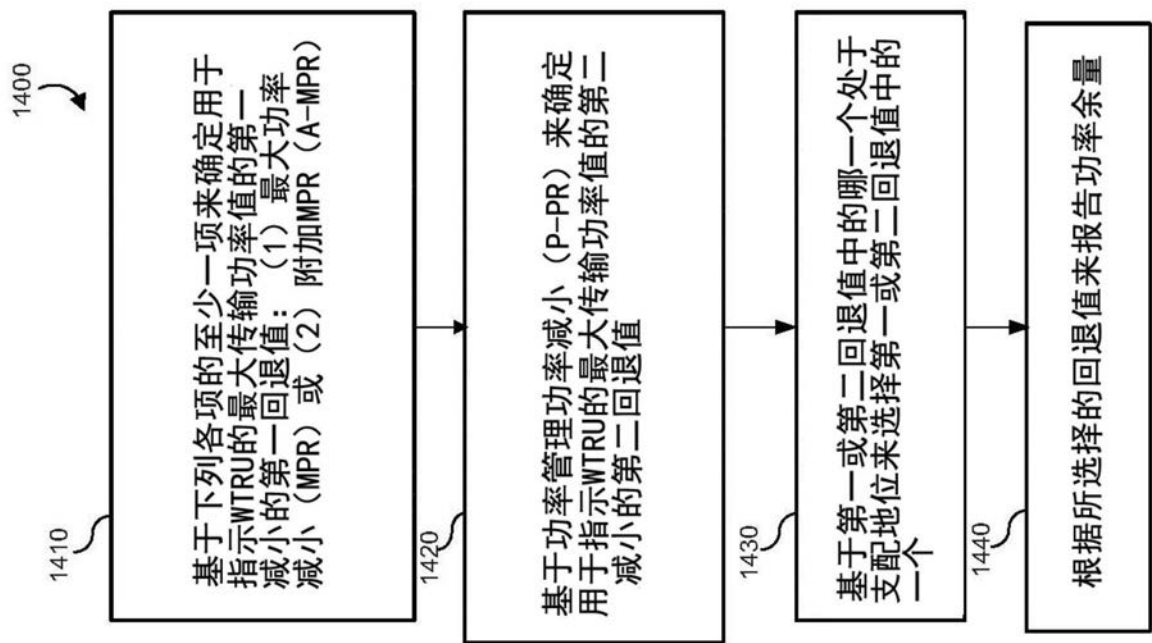 1400
1410
基于下列各项的至少一项来确定用于
指示WTRU的最大传输功率值的第一
减小的第一回退值：（1）最大功率
减小（MPR）或（2）附加MPR（A-MPR）
1420
基于功率管理功率减小（P-PR）来确定
用于指示WTRU的最大传输功率值的第二
减小的第二回退值
1430
基于第一或第二回退值中的哪一个处于
支配地位来选择第一或第二回退值中的
一个
1440
根据所选择的回退值来报告功率余量